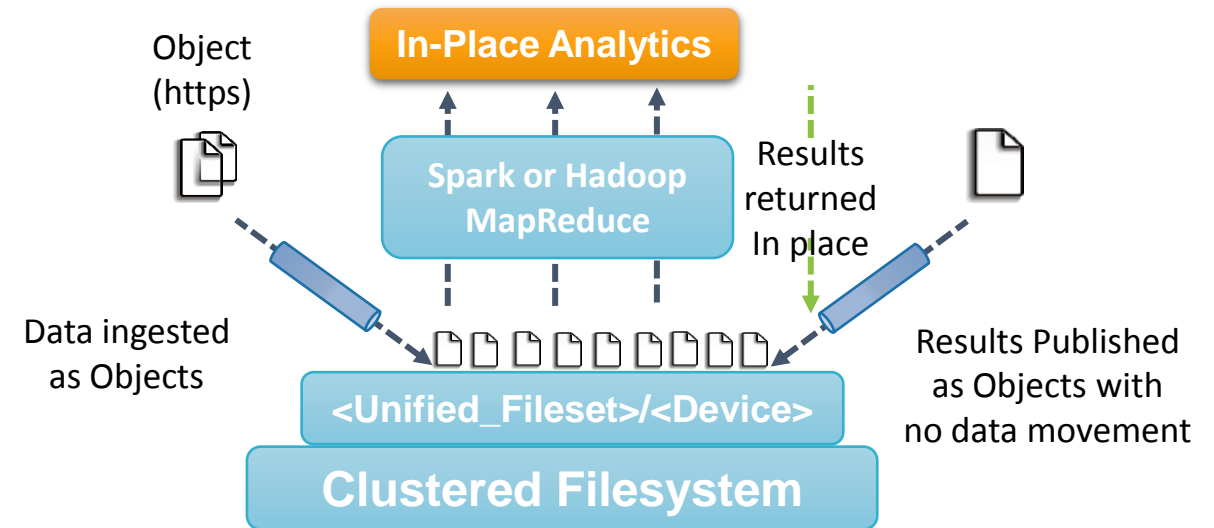 Object
(https)
In-Place Analytics
Spark or Hadoop
MapReduce
Results
returned
In place
Data ingested
as Objects
Results Published
as Objects with
no data movement
<Unified_Fileset>/<Device>
Clustered Filesystem